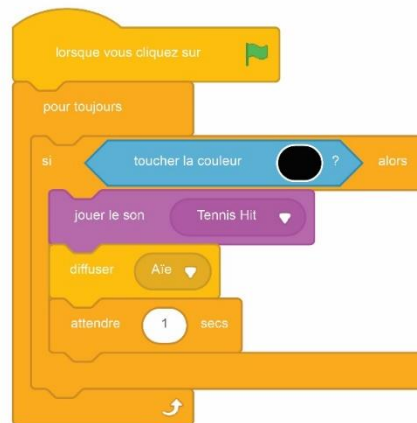 lorsque vous cliquez sur
pour toujours
si toucher la couleur ? alors
jouer le son Tennis Hit
diffuser Aïe
attendre 1 secs